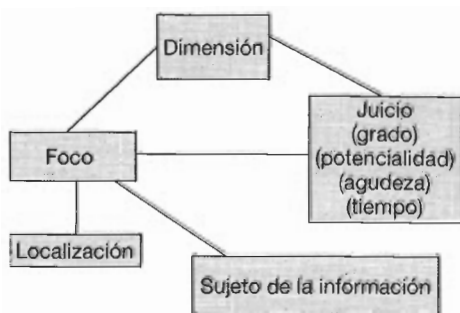 Dimensión
Juicio
(grado)
(potencialidad)
(agudeza)
(tiempo)
Foco
Localización
Sujeto de la información